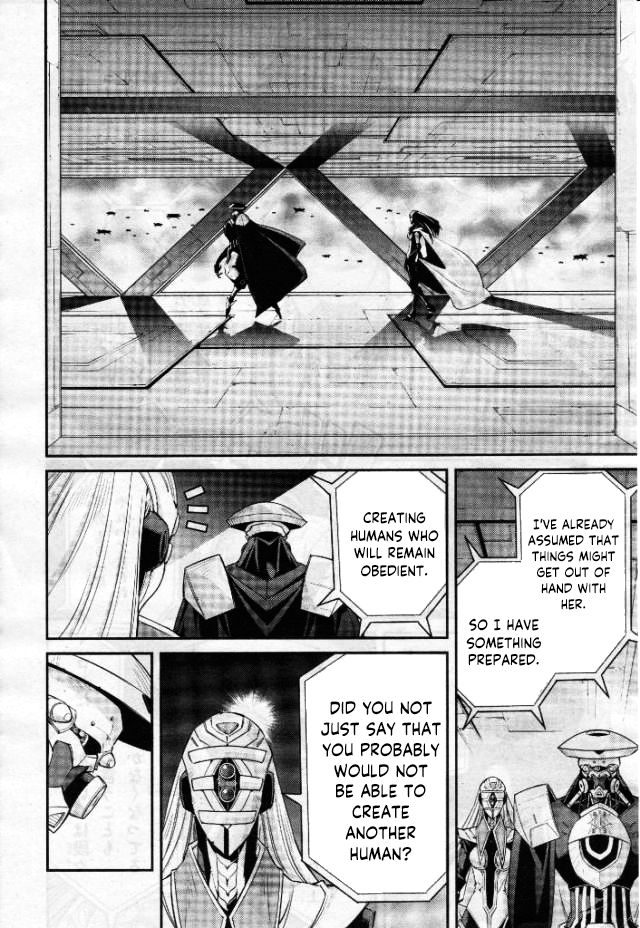 I'VE ALREADY
ASSUMED THAT
THINGS MIGHT
GET OUT OF
HAND WITH
HER.
SO I HAVE
SOMETHING
PREPARED.
CREATING
HUMANS WHO
WILL REMAIN
OBEDIENT.
DID YOU NOT
JUST SAY THAT
YOU PROBABLY
WOULD NOT
BE ABLE TO
CREATE
ANOTHER
HUMAN?